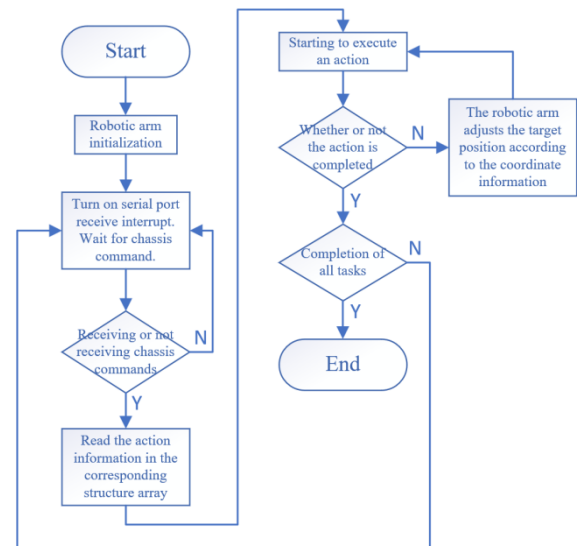 Start
Robotic arm
initialization
Turn on serial port
receive interrupt.
Wait for chassis
command.
Receiving or not
receiving chassis
commands
N
Y
Read the action
information in the
corresponding
structure array
Starting to execute
an action
Whether or not
the action is
completed
N
The robotic arm
adjusts the target
position according
to the coordinate
information
Y
Completion of
all tasks
N
Y
End